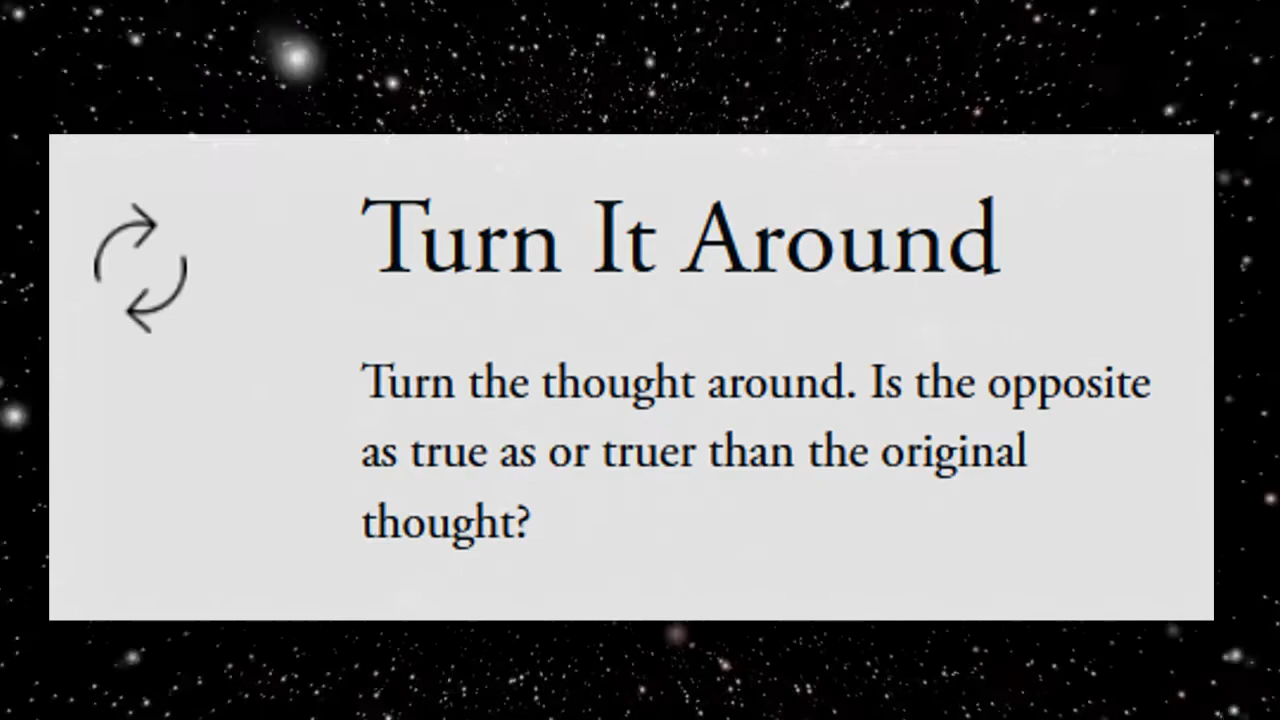 Turn It Around
Turn the thought around. Is the opposite
as true as or truer than the original
thought?